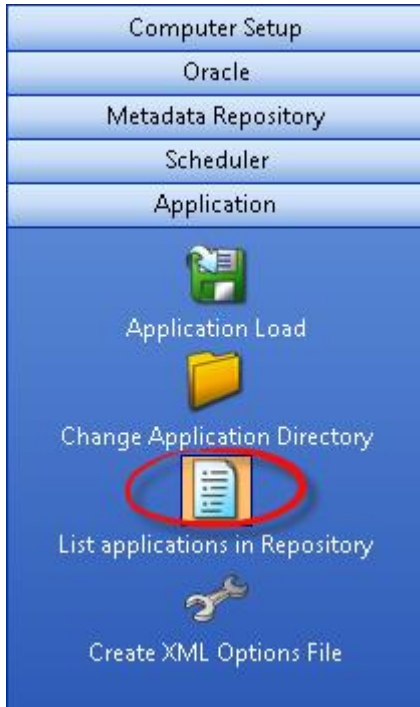 Computer Setup
Oracle
Metadata Repository
Scheduler
Application
Application Load
Change Application Directory
List applications in Repository
Create XML Options File